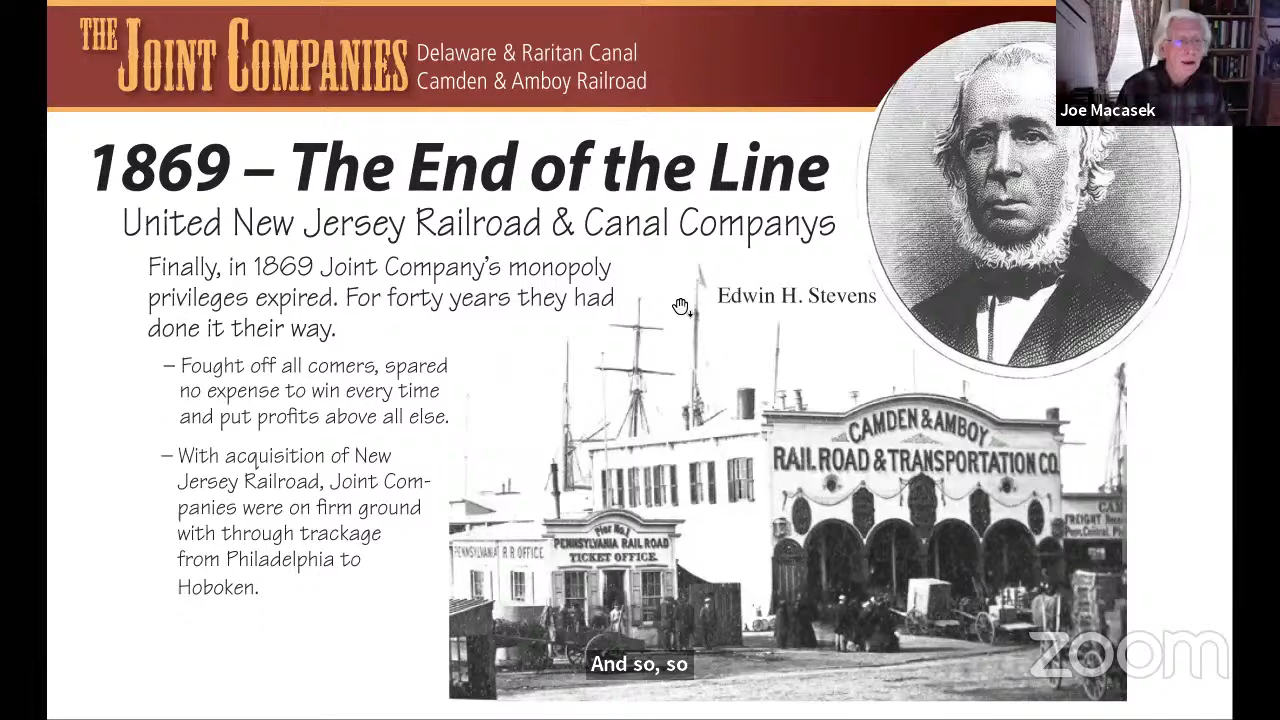 THE JOINT COMPANIES
Delaware & Raritan Canal
Camden & Amboy Railroad
Joe Macasek
1869 – The End of the Line
United New Jersey Railroad & Canal Companys
Finally, in 1869 Joint Company's monopoly
privileges expired. For forty years they had
done it their way.
Edwin H. Stevens
– Fought off all comers, spared
no expense to win every time
and put profits above all else.
– With acquisition of New
Jersey Railroad, Joint Com-
panies were on firm ground
with through trackage
from Philadelphia to
Hoboken.
CAMDEN & AMBOY
RAILROAD & TRANSPORTATION CO.
Pier No. 1
PENNSYLVANIA RAIL ROAD
TICKET OFFICE.
PENNSYLVANIA R.R. OFFICE
FREIGHT
And so, so
zoom